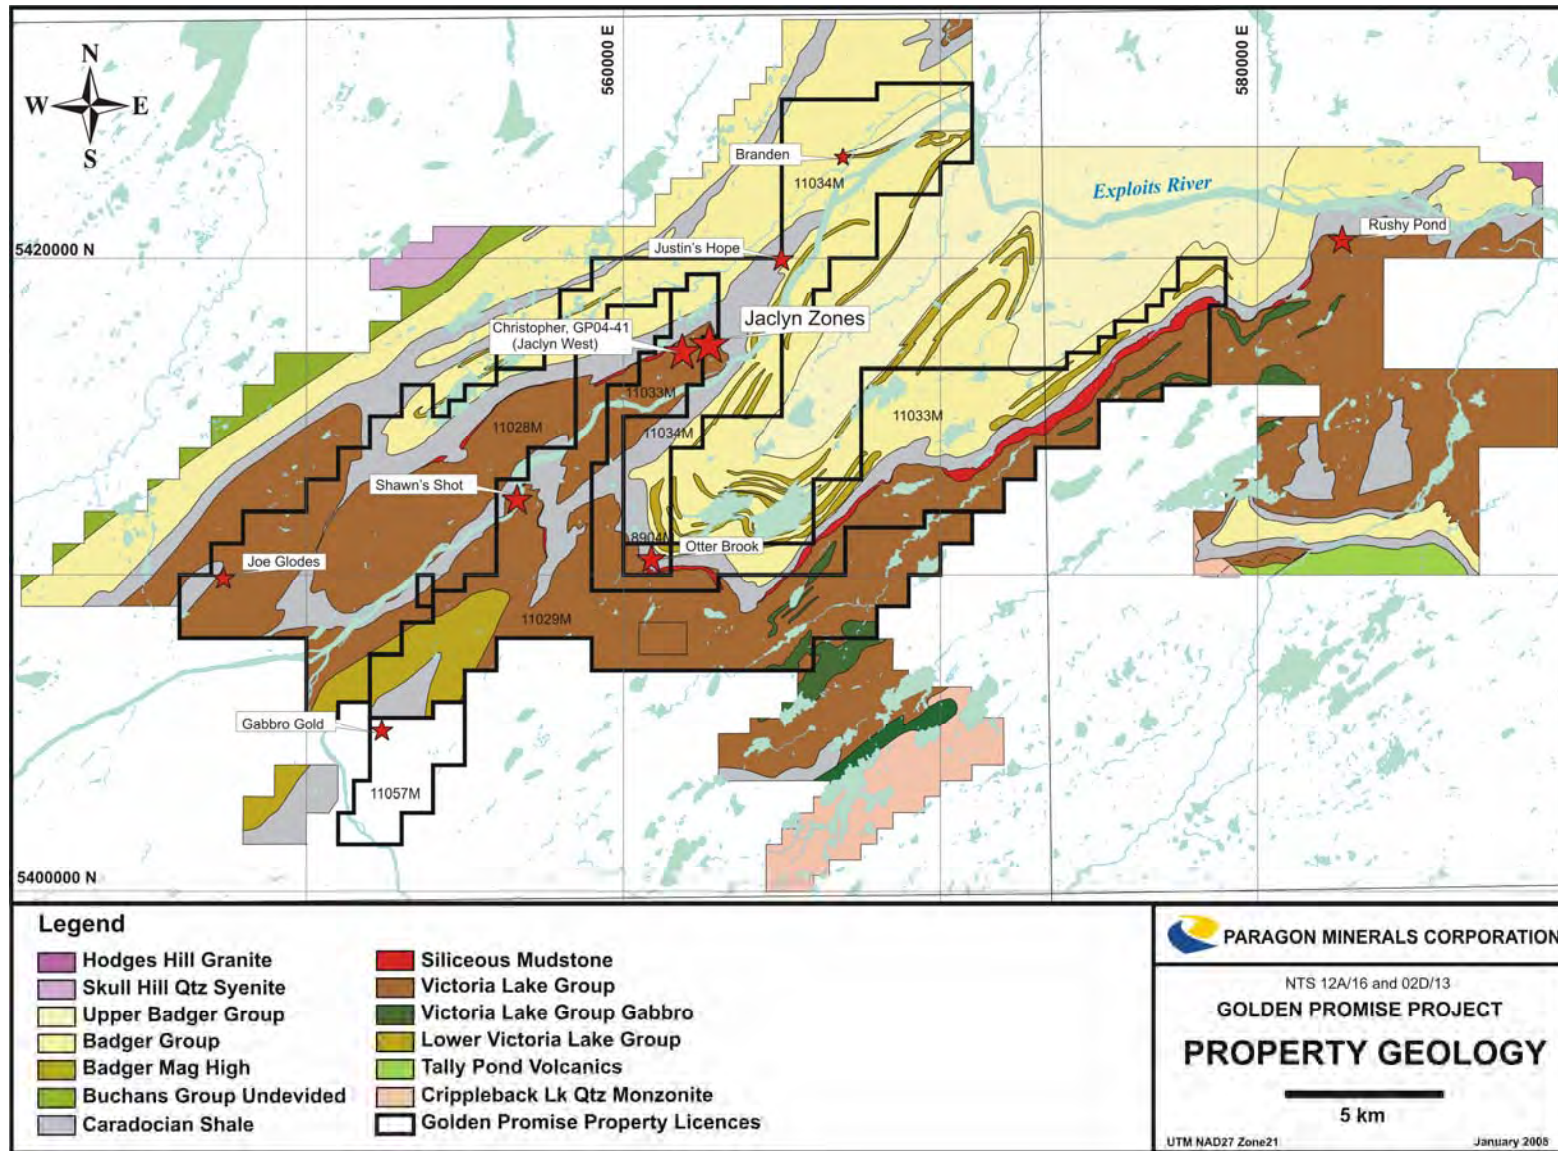 N
W E
S
560000 E
580000 E
Branden
11034M
Exploits River
Rushy Pond
5420000 N
Justin's Hope
Christopher, GP04-41
(Jaclyn West)
Jaclyn Zones
11033M
11033M
11028M
11034M
Shawn's Shot
8904M
Otter Brook
Joe Glodes
11029M
Gabbro Gold
11057M
5400000 N
Legend
Hodges Hill Granite
Skull Hill Qtz Syenite
Upper Badger Group
Badger Group
Badger Mag High
Buchans Group Undevided
Caradocian Shale
Siliceous Mudstone
Victoria Lake Group
Victoria Lake Group Gabbro
Lower Victoria Lake Group
Tally Pond Volcanics
Crippleback Lk Qtz Monzonite
Golden Promise Property Licences
PARAGON MINERALS CORPORATION
NTS 12A/16 and 02D/13
GOLDEN PROMISE PROJECT
PROPERTY GEOLOGY
5 km
UTM NAD27 Zone21
January 2008